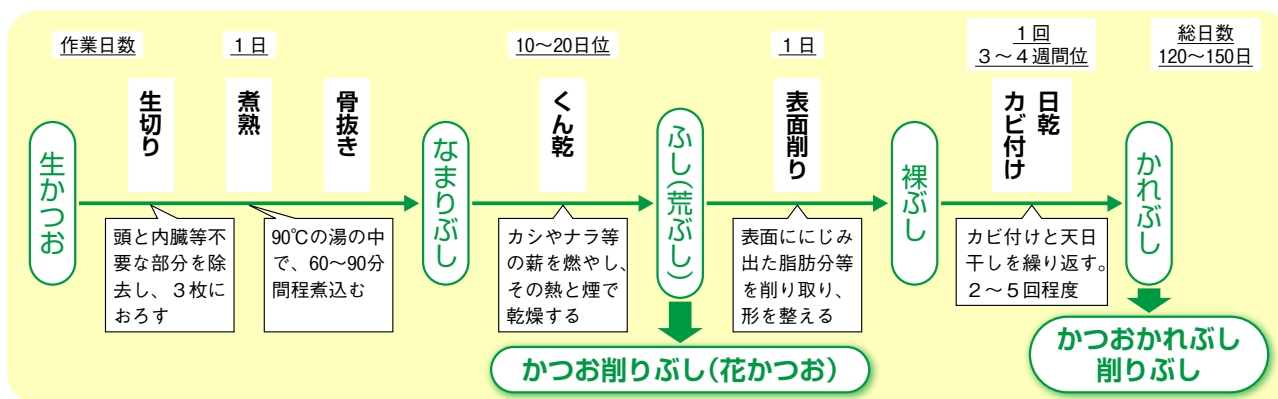 作業日数
1日
10〜20日位
1日
1回
3〜4週間位
総日数
120〜150日
生かつお
生切り
煮熟
骨抜き
なまりぶし
くん乾
ふし(荒ぶし)
表面削り
裸ぶし
日乾
カビ付け
かれぶし
頭と内臓等不
要な部分を除
去し、3枚に
おろす
90℃の湯の中
で、60〜90分
間程煮込む
カシやナラ等
の薪を燃やし、
その熱と煙で
乾燥する
表面ににじみ
出た脂肪分等
を削り取り、
形を整える
カビ付けと天日
干しを繰り返す。
2〜5回程度
かつお削りぶし(花かつお)
かつおかれぶし
削りぶし